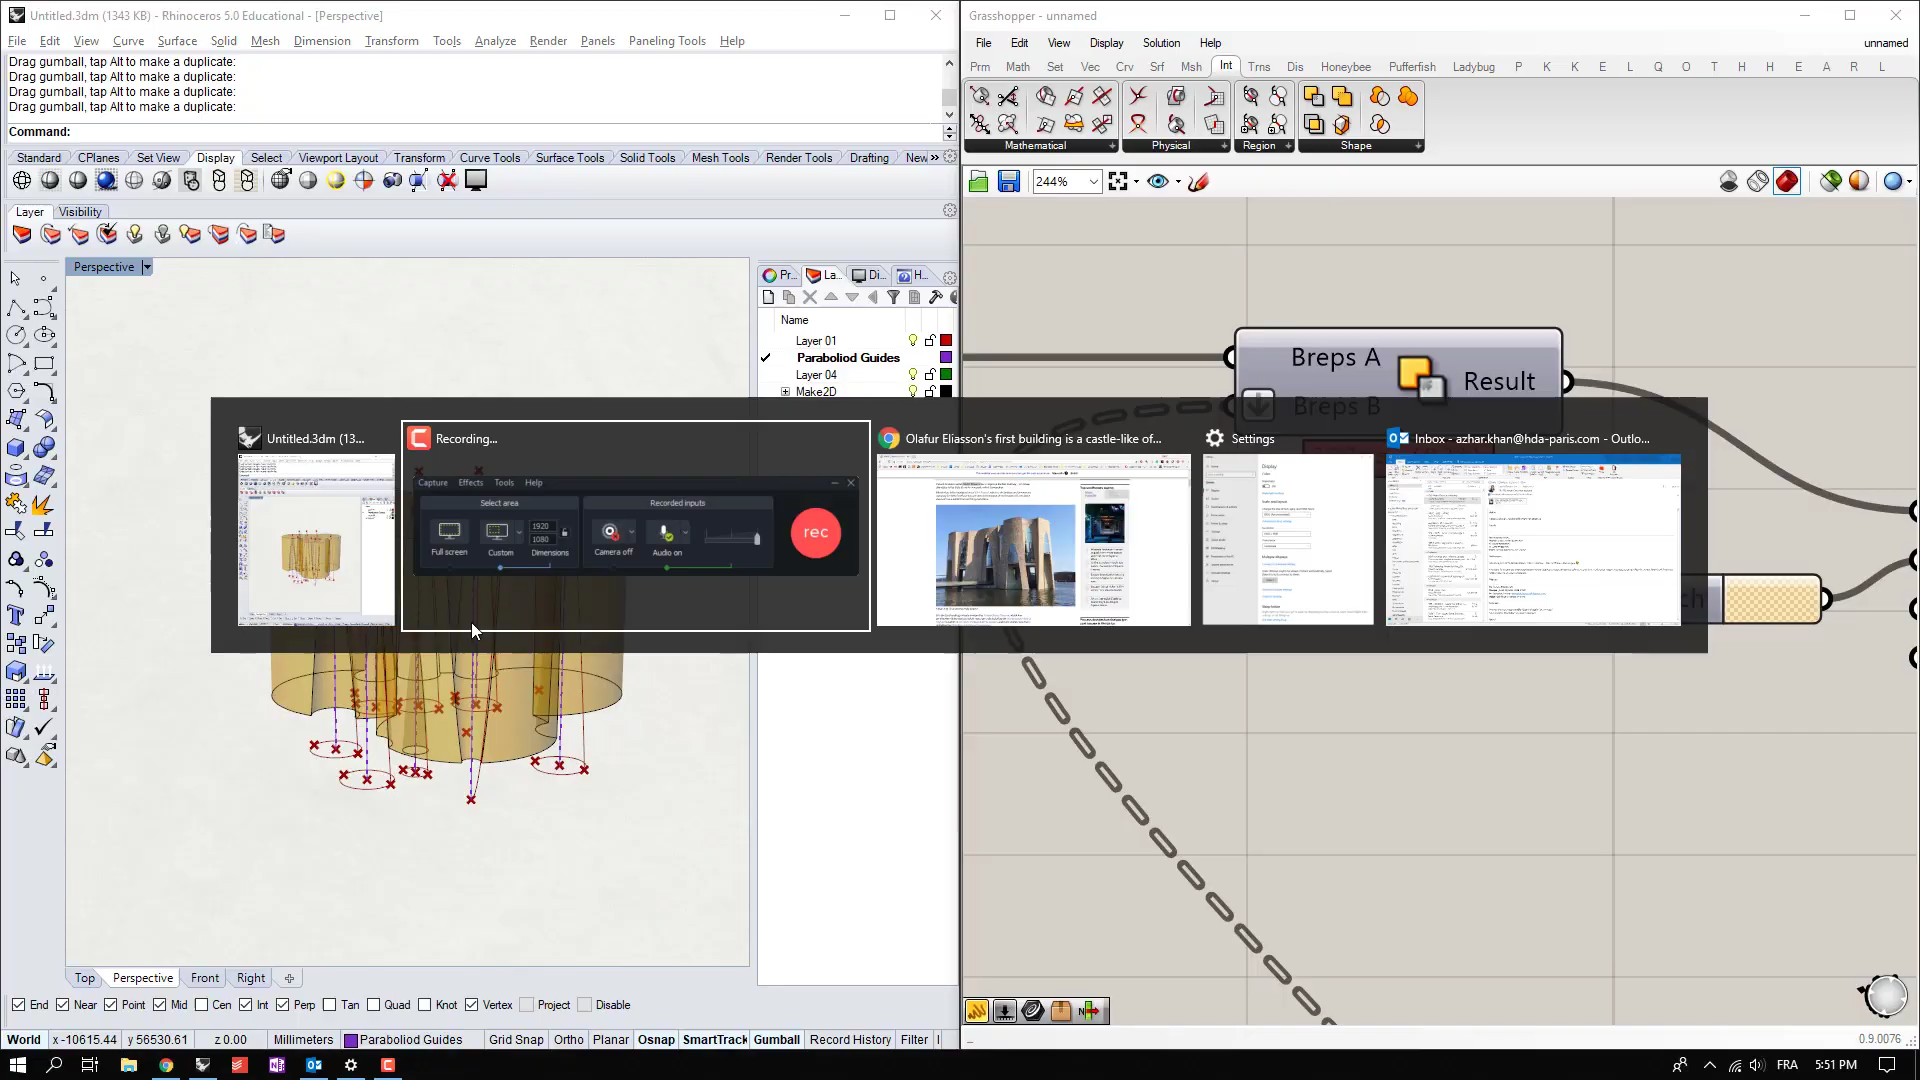 Untitled.3dm (1343 KB) - Rhinoceros 5.0 Educational - [Perspective]
File Edit View Curve Surface Solid Mesh Dimension Transform Tools Analyze Render Panels Paneling Tools Help
Drag gumball, tap Alt to make a duplicate:
Drag gumball, tap Alt to make a duplicate:
Drag gumball, tap Alt to make a duplicate:
Drag gumball, tap Alt to make a duplicate:
Command:
Standard CPlanes Set View Display Select Viewport Layout Transform Curve Tools Surface Tools Solid Tools Mesh Tools Render Tools Drafting New »
Layer Visibility
Perspective
Pr... La... Di... H...
Name
Layer 01
Paraboliod Guides
Layer 04
Make2D
Grasshopper - unnamed
File Edit View Display Solution Help
unnamed
Prm Math Set Vec Crv Srf Msh Int Trns Dis Honeybee Pufferfish Ladybug P K K E L Q O T H H E A R L
Mathematical Physical Region Shape
244%
Breps A
Breps B
Result
Untitled.3dm (13...
Recording...
Olafur Eliasson's first building is a castle-like of...
Settings
Inbox - azhar.khan@hda-paris.com - Outlo...
Capture Effects Tools Help
Select area
Recorded inputs
1920
1080
rec
Full screen Custom Dimensions Camera off Audio on
Display
Top Perspective Front Right
End Near Point Mid Cen Int Perp Tan Quad Knot Vertex Project Disable
World x -10615.44 y 56530.61 z 0.00 Millimeters Paraboliod Guides Grid Snap Ortho Planar Osnap SmartTrack Gumball Record History Filter
0.9.0076
FRA 5:51 PM